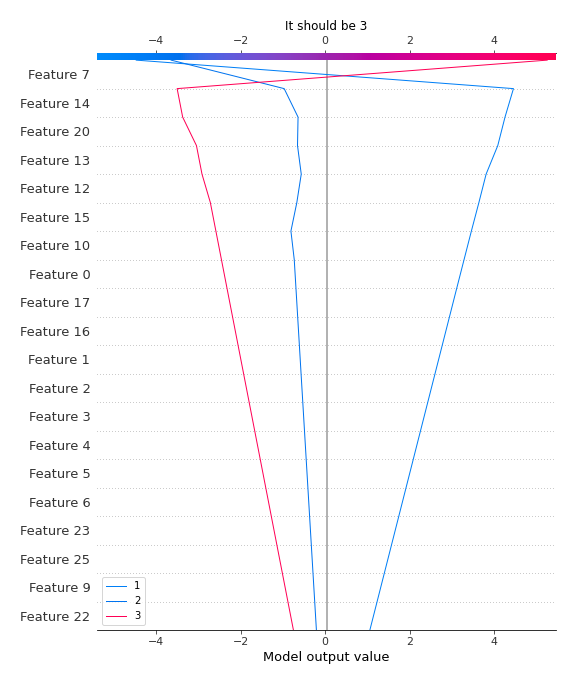 It should be 3
−4 −2 0 2 4
Feature 7
Feature 14
Feature 20
Feature 13
Feature 12
Feature 15
Feature 10
Feature 0
Feature 17
Feature 16
Feature 1
Feature 2
Feature 3
Feature 4
Feature 5
Feature 6
Feature 23
Feature 25
Feature 9
Feature 22
1
2
3
−4 −2 0 2 4
Model output value